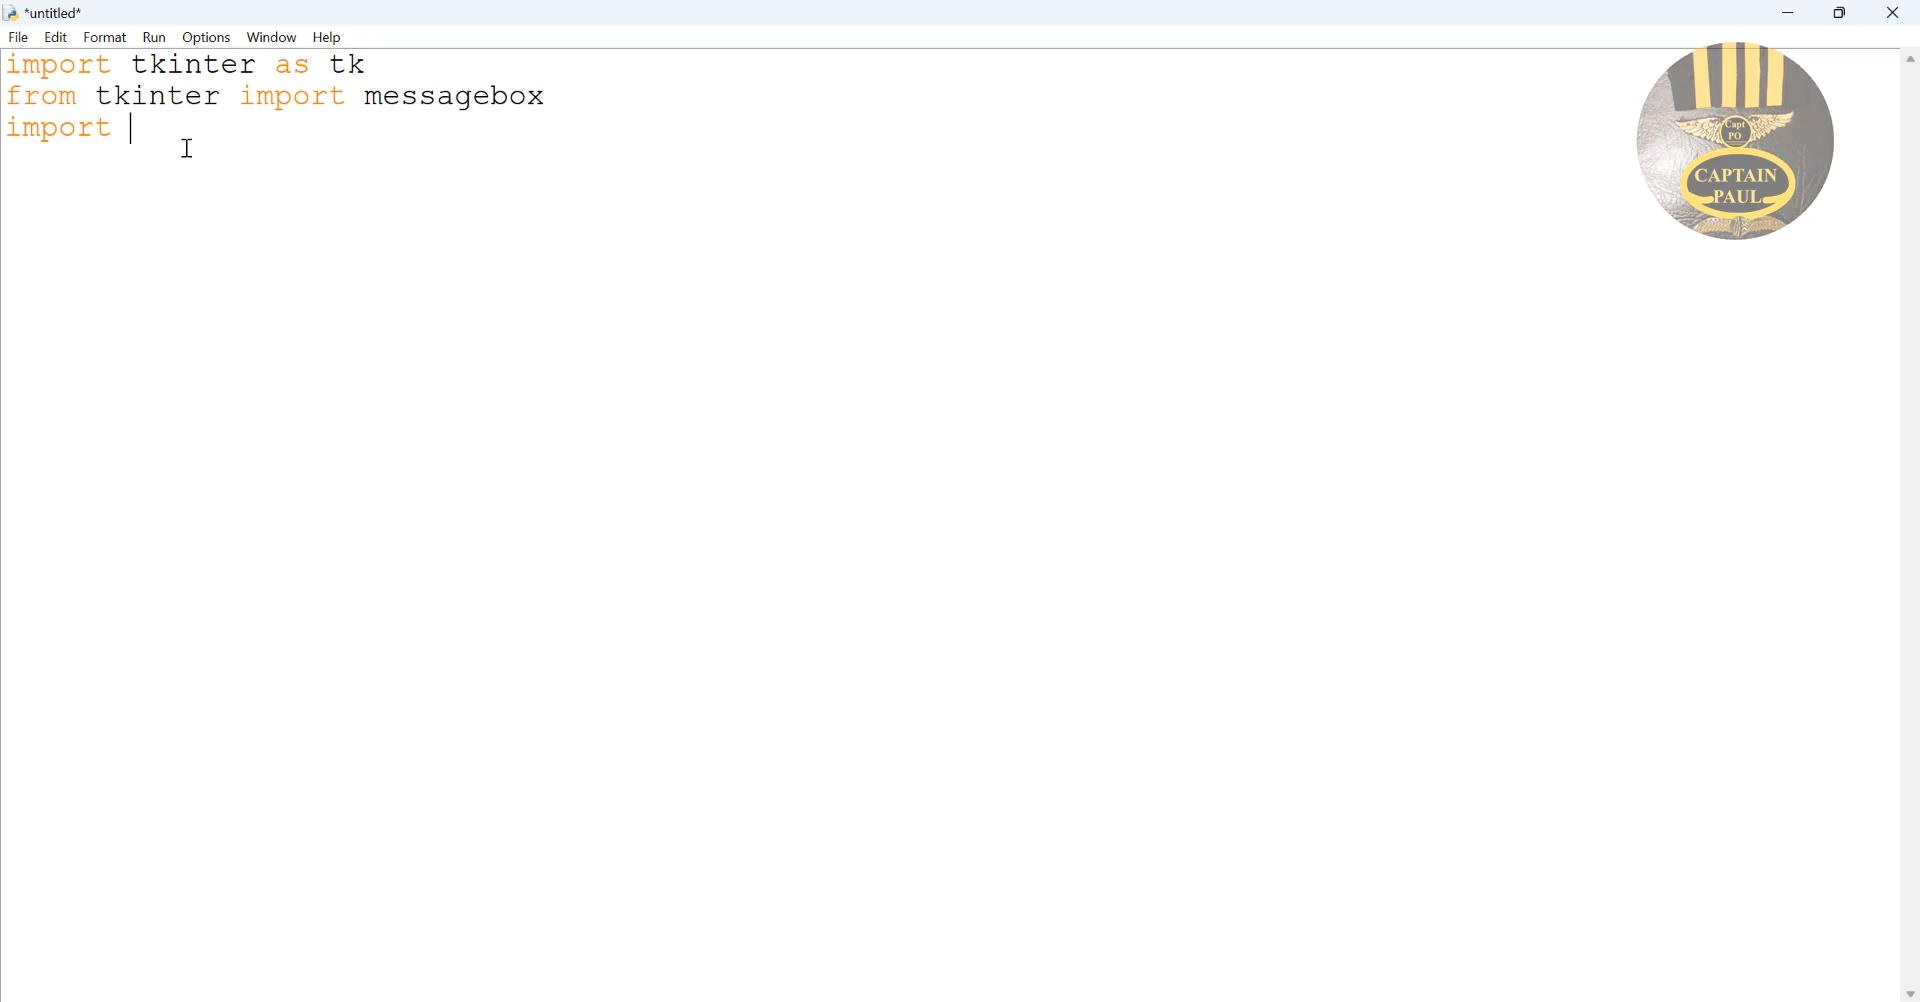 *untitled*
File Edit Format Run Options Window Help
import tkinter as tk
from tkinter import messagebox
import
Capt
PO
CAPTAIN
PAUL